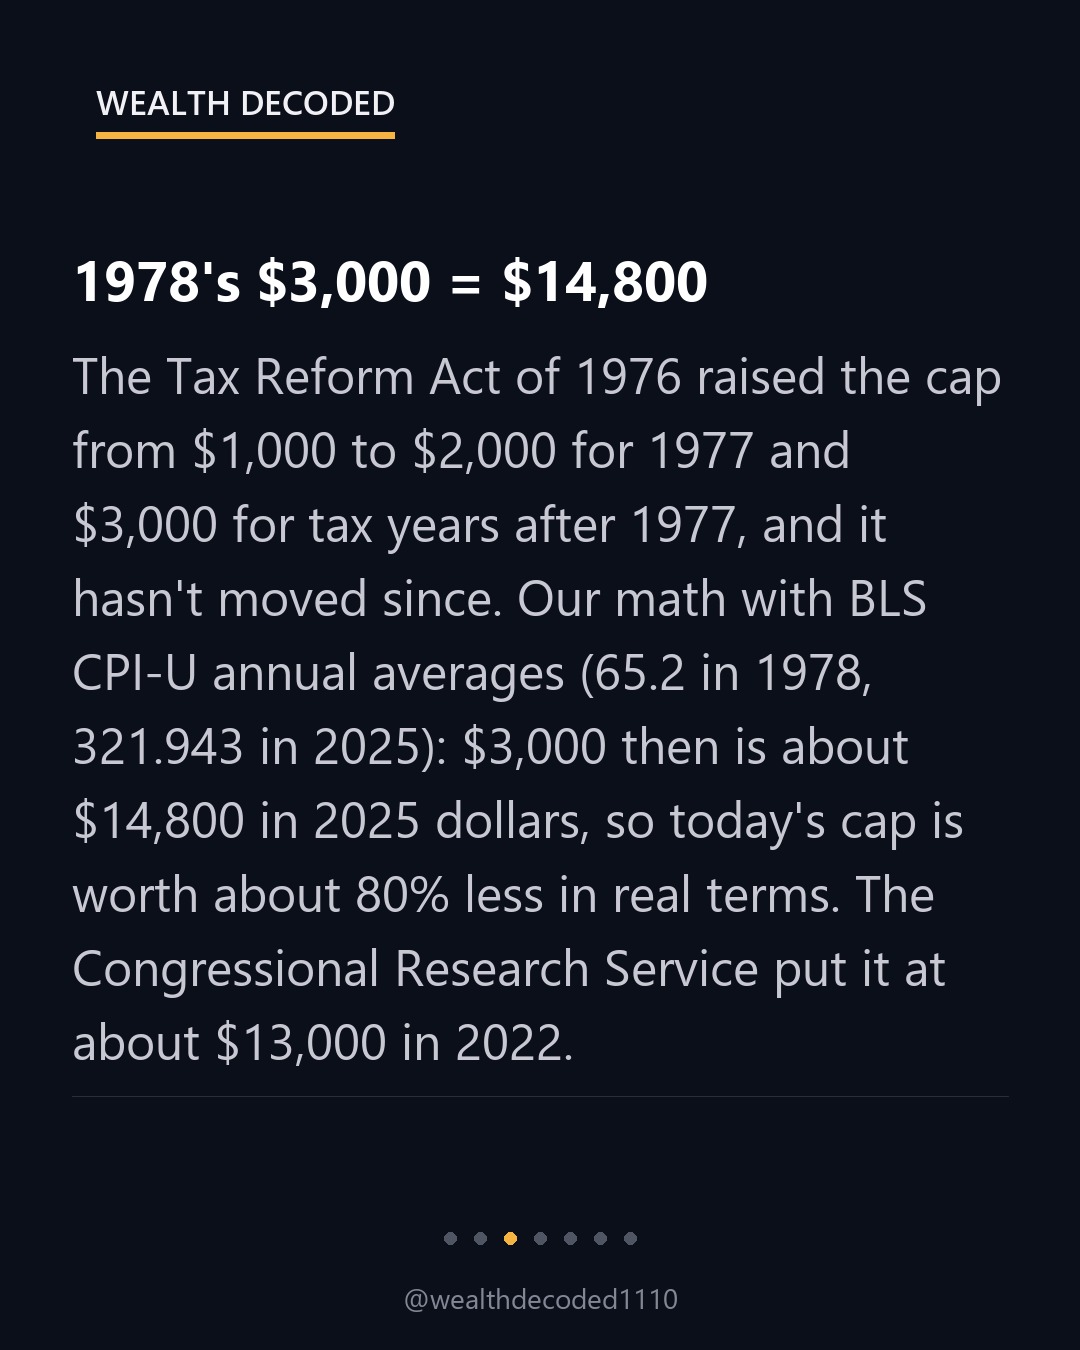 WEALTH DECODED
1978's $3,000 = $14,800
The Tax Reform Act of 1976 raised the cap
from $1,000 to $2,000 for 1977 and
$3,000 for tax years after 1977, and it
hasn't moved since. Our math with BLS
CPI-U annual averages (65.2 in 1978,
321.943 in 2025): $3,000 then is about
$14,800 in 2025 dollars, so today's cap is
worth about 80% less in real terms. The
Congressional Research Service put it at
about $13,000 in 2022.
@wealthdecoded1110